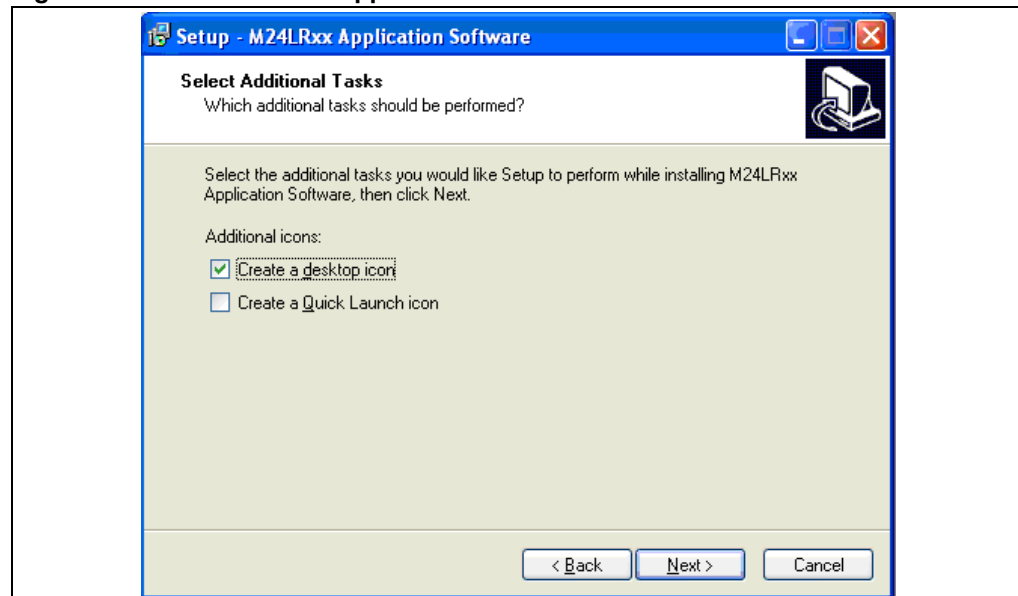 Setup - M24LRxx Application Software
Select Additional Tasks
Which additional tasks should be performed?
Select the additional tasks you would like Setup to perform while installing M24LRxx
Application Software, then click Next.
Additional icons:
Create a desktop icon
Create a Quick Launch icon
< Back
Next >
Cancel